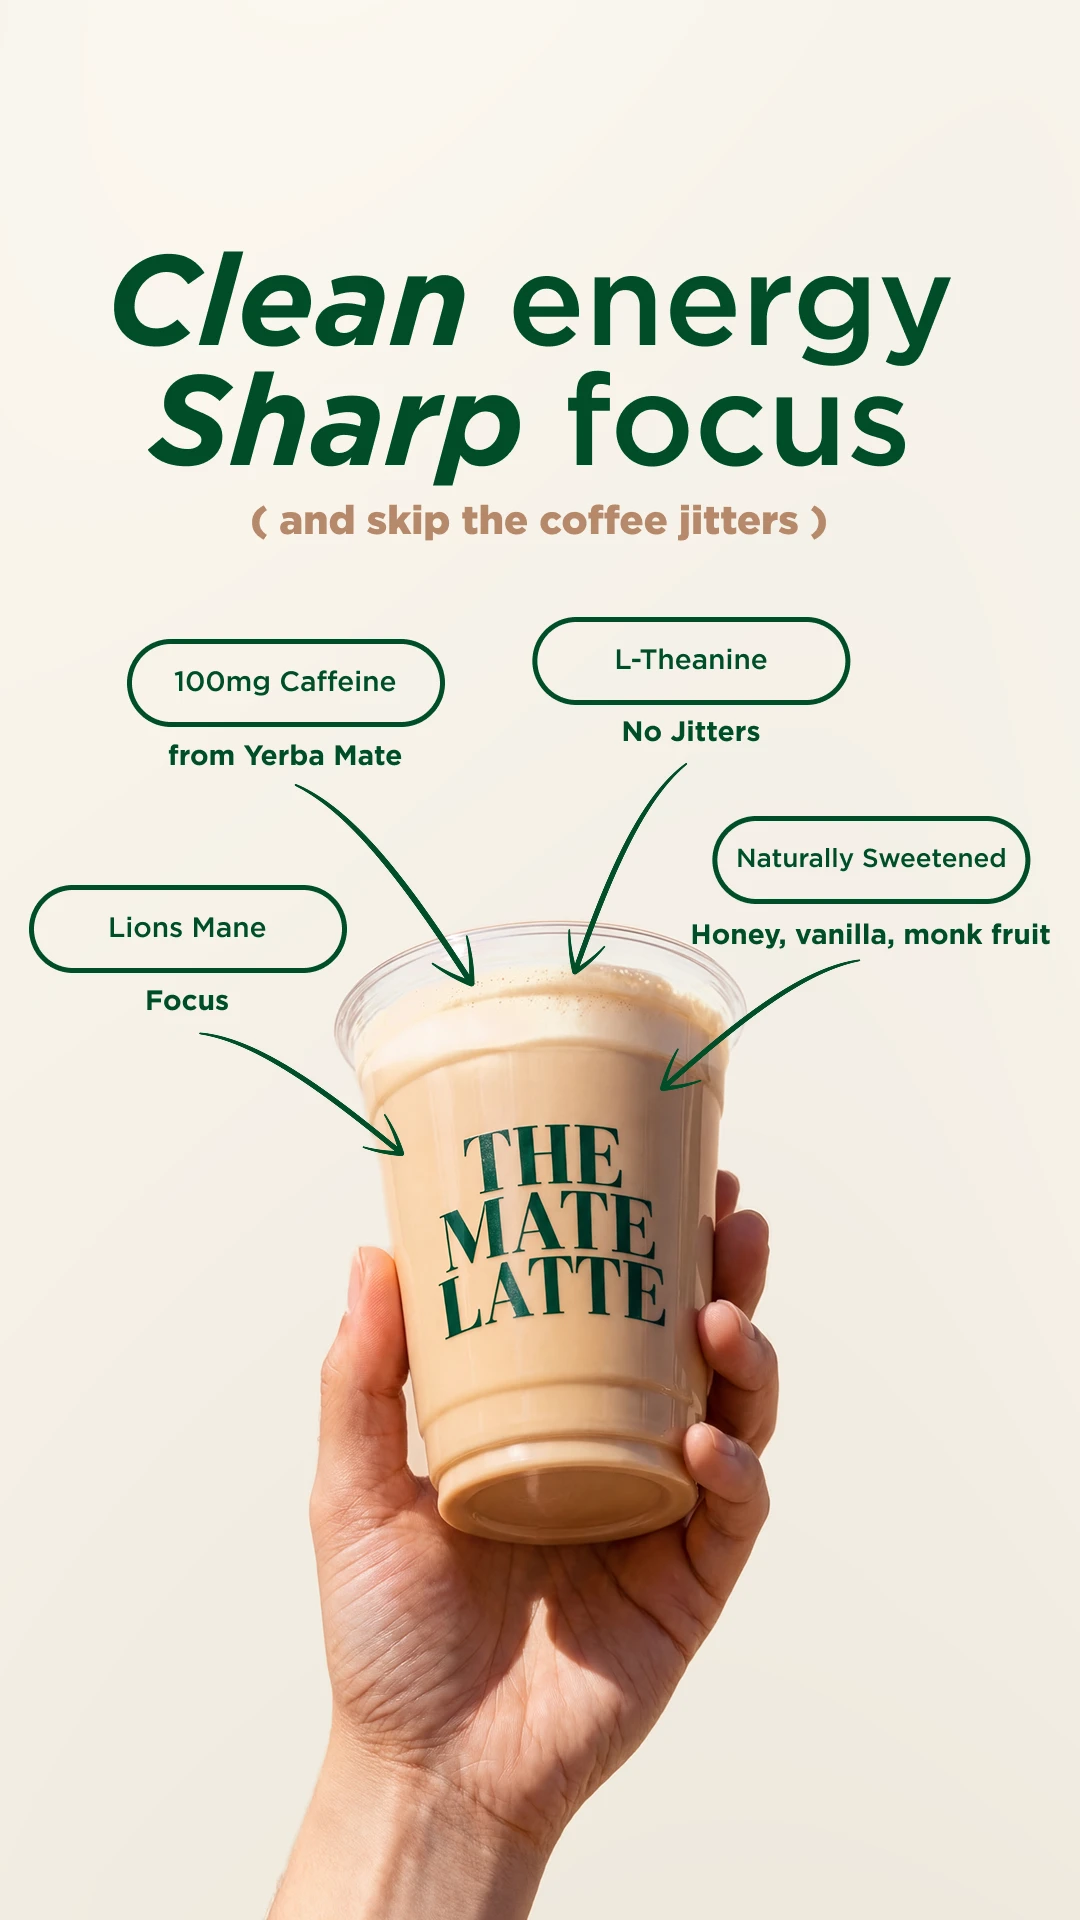 Clean energy
Sharp focus
( and skip the coffee jitters )
100mg Caffeine
from Yerba Mate
L-Theanine
No Jitters
Naturally Sweetened
Honey, vanilla, monk fruit
Lions Mane
Focus
THE
MATE
LATTE